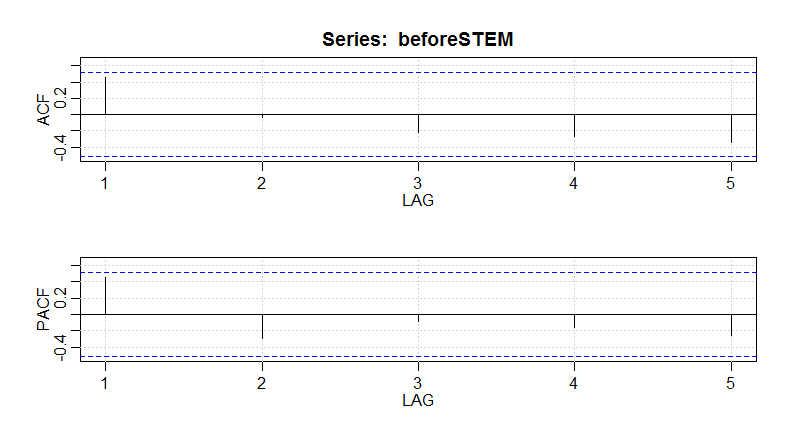 Series: beforeSTEM
ACF
0.2
-0.4
1 2 3 4 5
LAG
PACF
0.2
-0.4
1 2 3 4 5
LAG